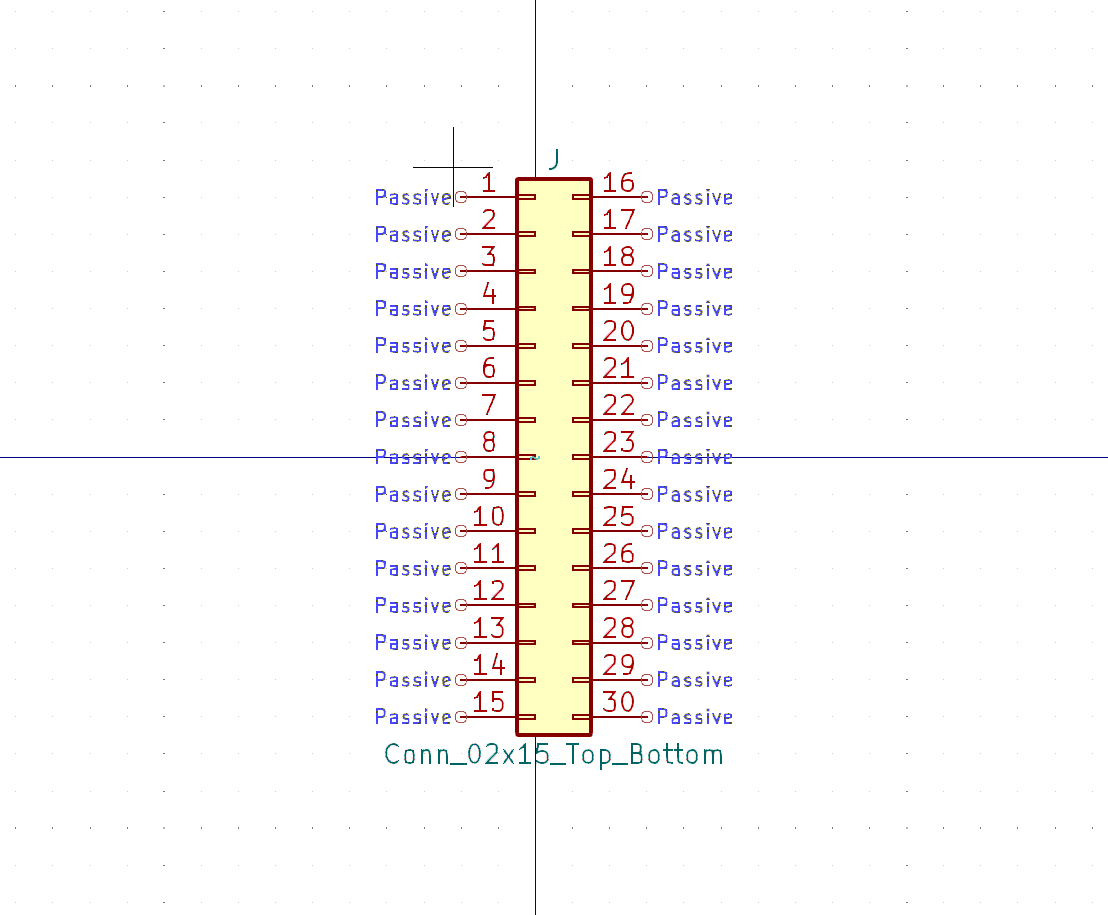 J
Passive 1 16 Passive
Passive 2 17 Passive
Passive 3 18 Passive
Passive 4 19 Passive
Passive 5 20 Passive
Passive 6 21 Passive
Passive 7 22 Passive
Passive 8 23 Passive
Passive 9 24 Passive
Passive 10 25 Passive
Passive 11 26 Passive
Passive 12 27 Passive
Passive 13 28 Passive
Passive 14 29 Passive
Passive 15 30 Passive
Conn_02x15_Top_Bottom